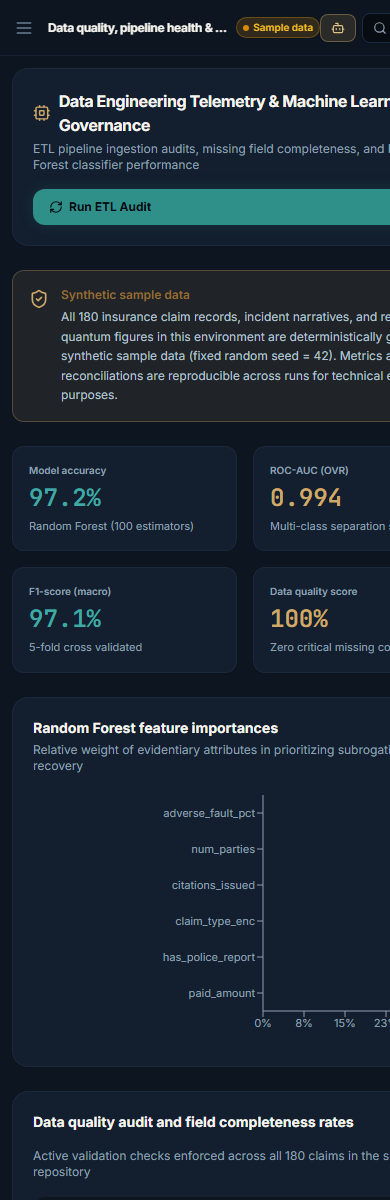 Data quality, pipeline health & ...
Sample data
Data Engineering Telemetry & Machine Learn
Governance
ETL pipeline ingestion audits, missing field completeness, and
Forest classifier performance
Run ETL Audit
Synthetic sample data
All 180 insurance claim records, incident narratives, and re
quantum figures in this environment are deterministically g
synthetic sample data (fixed random seed = 42). Metrics a
reconciliations are reproducible across runs for technical e
purposes.
Model accuracy
97.2%
Random Forest (100 estimators)
ROC-AUC (OVR)
0.994
Multi-class separation
F1-score (macro)
97.1%
5-fold cross validated
Data quality score
100%
Zero critical missing co
Random Forest feature importances
Relative weight of evidentiary attributes in prioritizing subrogati
recovery
adverse_fault_pct
num_parties
citations_issued
claim_type_enc
has_police_report
paid_amount
0% 8% 15% 23%
Data quality audit and field completeness rates
Active validation checks enforced across all 180 claims in the s
repository